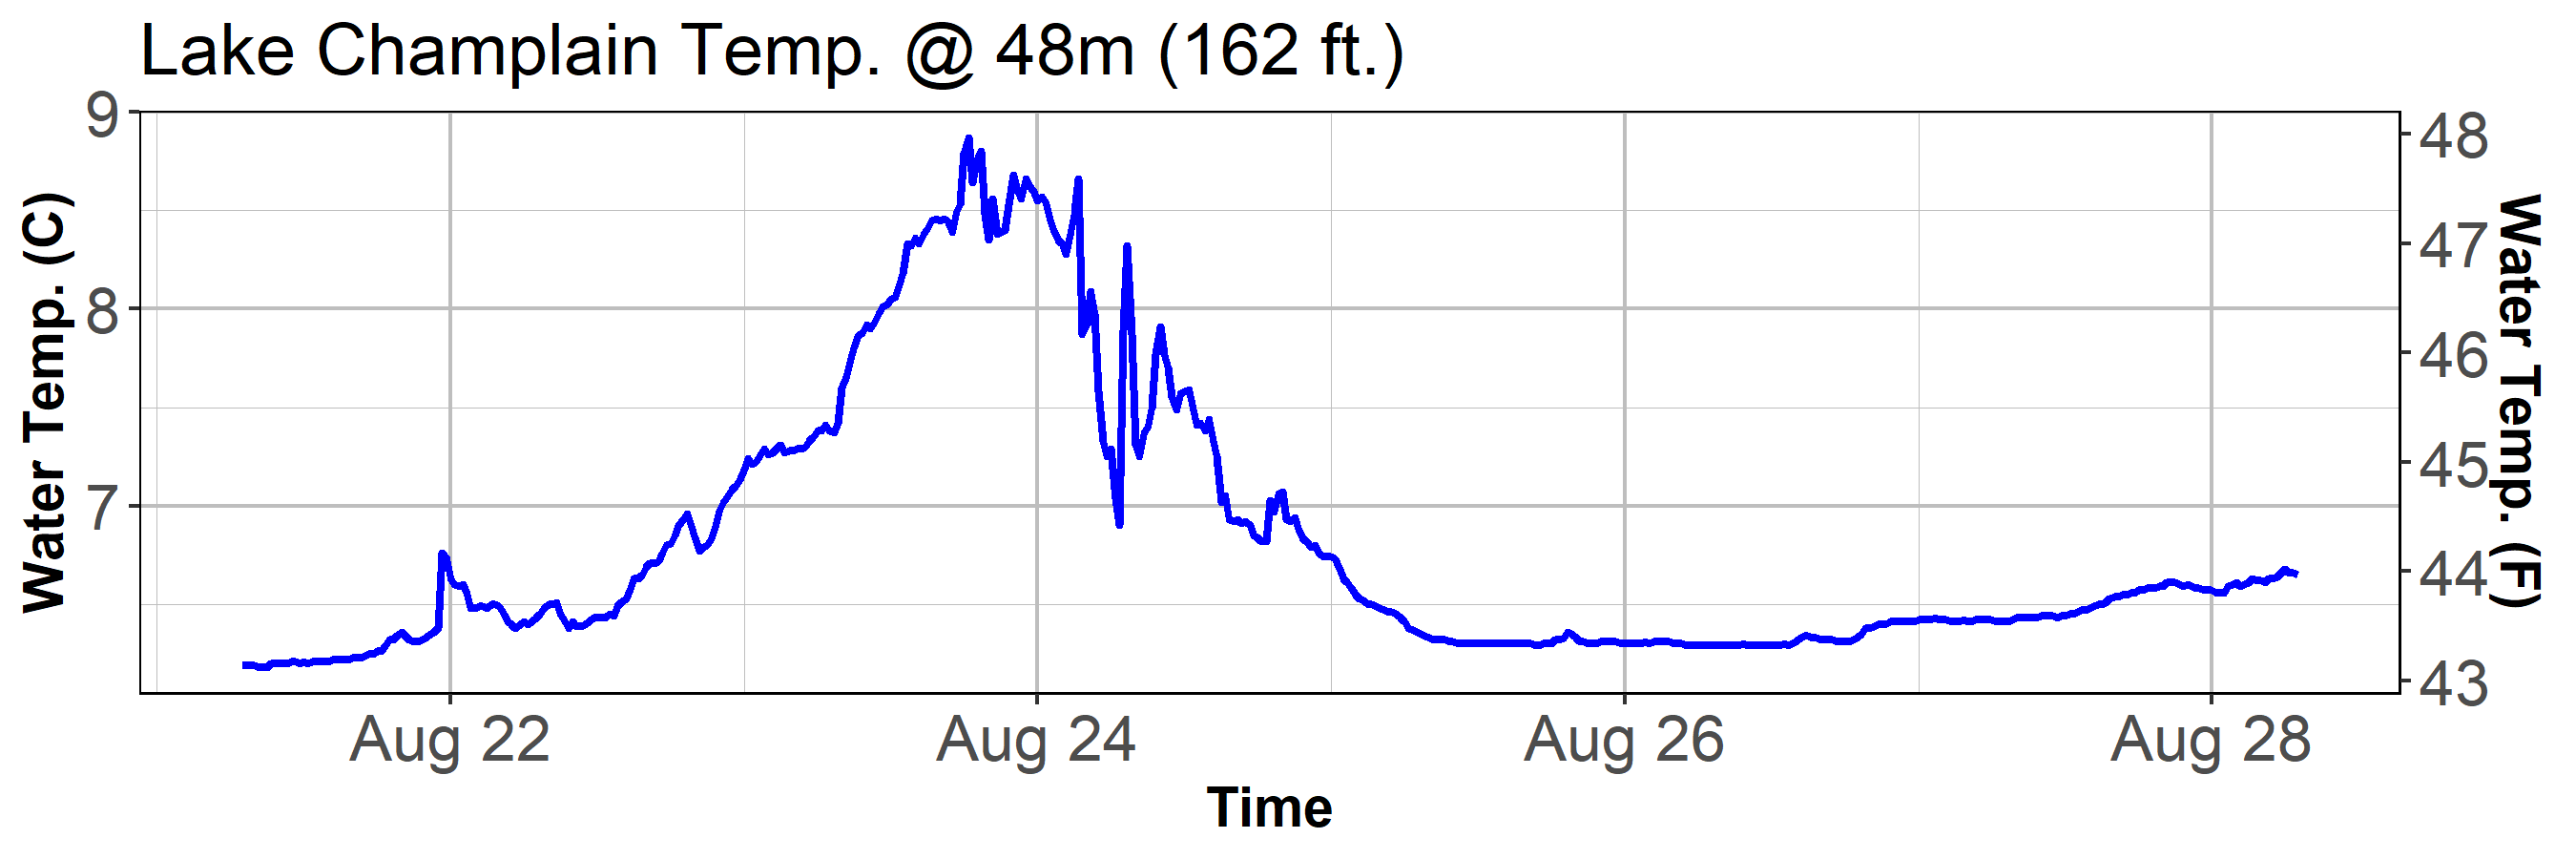 Lake Champlain Temp. @ 48m (162 ft.)
Water Temp. (C)
9
8
7
48
47
46
45
44
43
Water Temp. (F)
Aug 22 Aug 24 Aug 26 Aug 28
Time